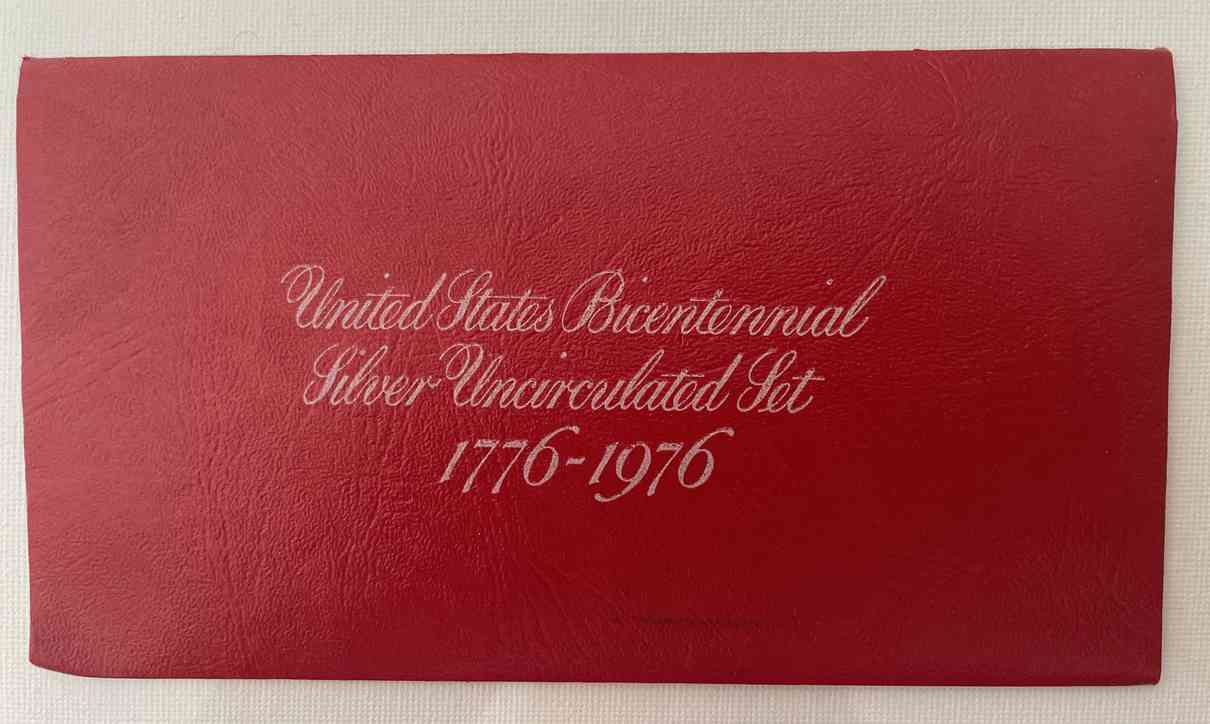 United States Bicentennial
Silver Uncirculated Set
1776-1976